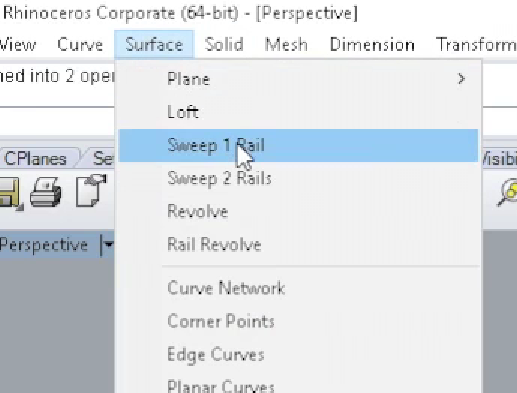 Rhinoceros Corporate (64-bit) - [Perspective]
View Curve Surface Solid Mesh Dimension Transform
ned into 2 oper
Plane
Loft
CPlanes Se Sweep 1 Rail Visibi
Sweep 2 Rails
Revolve
Perspective Rail Revolve
Curve Network
Corner Points
Edge Curves
Planar Curves